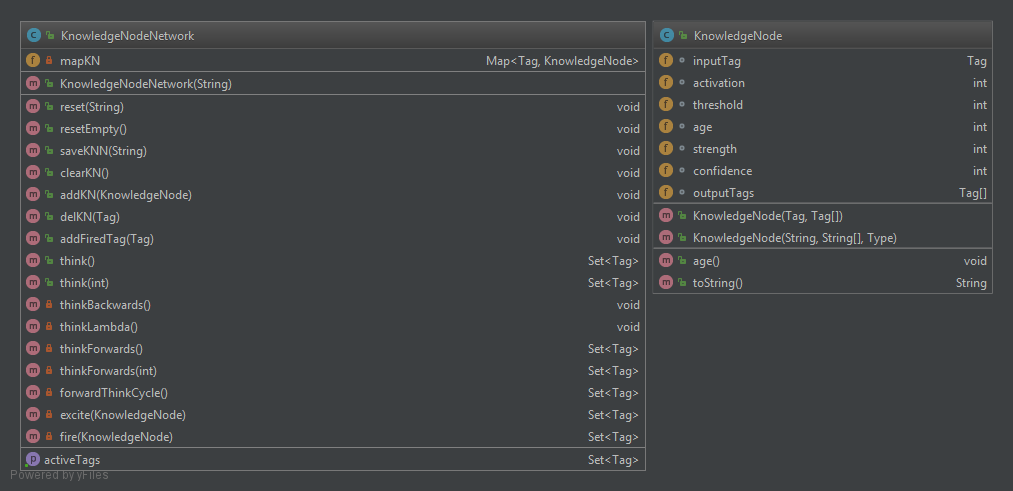 KnowledgeNodeNetwork
mapKN Map<Tag, KnowledgeNode>
KnowledgeNodeNetwork(String)
reset(String) void
resetEmpty() void
saveKNN(String) void
clearKN() void
addKN(KnowledgeNode) void
delKN(Tag) void
addFiredTag(Tag) void
think() Set<Tag>
think(int) Set<Tag>
thinkBackwards() void
thinkLambda() void
thinkForwards() Set<Tag>
thinkForwards(int) Set<Tag>
forwardThinkCycle() Set<Tag>
excite(KnowledgeNode) Set<Tag>
fire(KnowledgeNode) Set<Tag>
activeTags Set<Tag>
KnowledgeNode
inputTag Tag
activation int
threshold int
age int
strength int
confidence int
outputTags Tag[]
KnowledgeNode(Tag, Tag[])
KnowledgeNode(String, String[], Type)
age() void
toString() String
Powered by yFiles